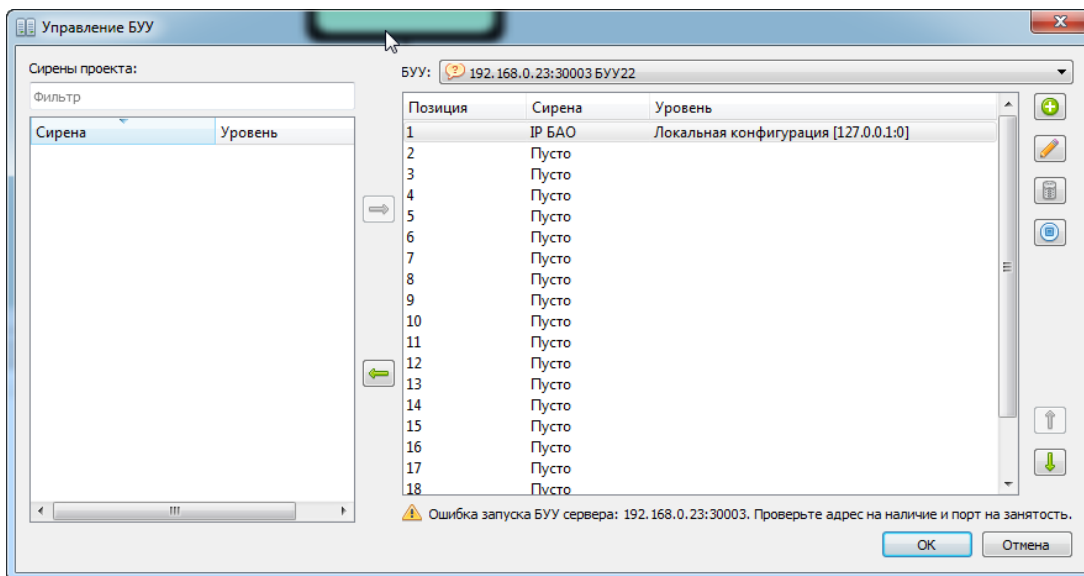 Управление БУУ
Сирены проекта:
Фильтр
Сирена Уровень
БУУ: 192.168.0.23:30003 БУУ22
Позиция Сирена Уровень
1 IP БАО Локальная конфигурация [127.0.0.1:0]
2 Пусто
3 Пусто
4 Пусто
5 Пусто
6 Пусто
7 Пусто
8 Пусто
9 Пусто
10 Пусто
11 Пусто
12 Пусто
13 Пусто
14 Пусто
15 Пусто
16 Пусто
17 Пусто
18 Пусто
Ошибка запуска БУУ сервера: 192.168.0.23:30003. Проверьте адрес на наличие и порт на занятость.
OK Отмена